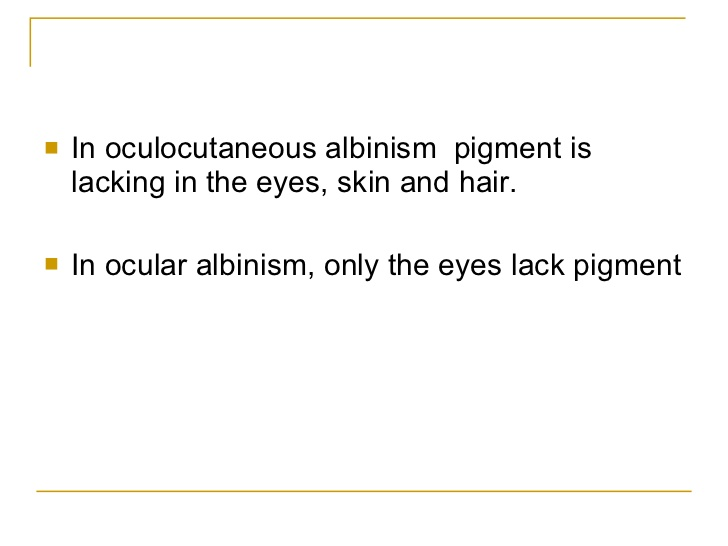 In oculocutaneous albinism  pigment is
lacking in the eyes, skin and hair.
In ocular albinism, only the eyes lack pigment